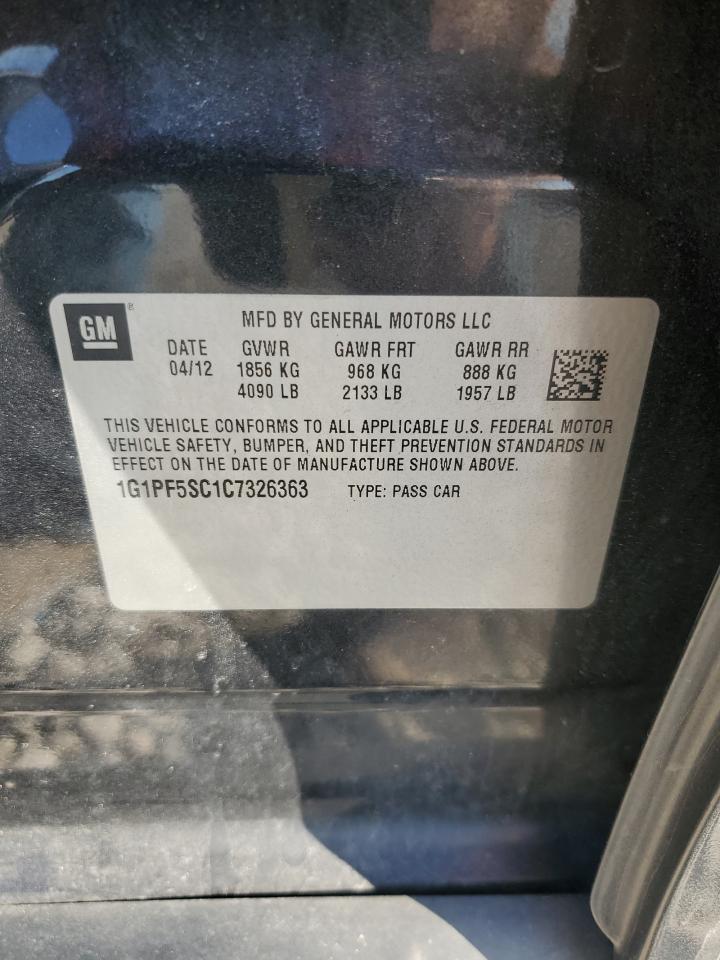 GM®
MFD BY GENERAL MOTORS LLC
DATE GVWR GAWR FRT GAWR RR
04/12 1856 KG 968 KG 888 KG
4090 LB 2133 LB 1957 LB
THIS VEHICLE CONFORMS TO ALL APPLICABLE U.S. FEDERAL MOTOR
VEHICLE SAFETY, BUMPER, AND THEFT PREVENTION STANDARDS IN
EFFECT ON THE DATE OF MANUFACTURE SHOWN ABOVE.
1G1PF5SC1C7326363 TYPE: PASS CAR